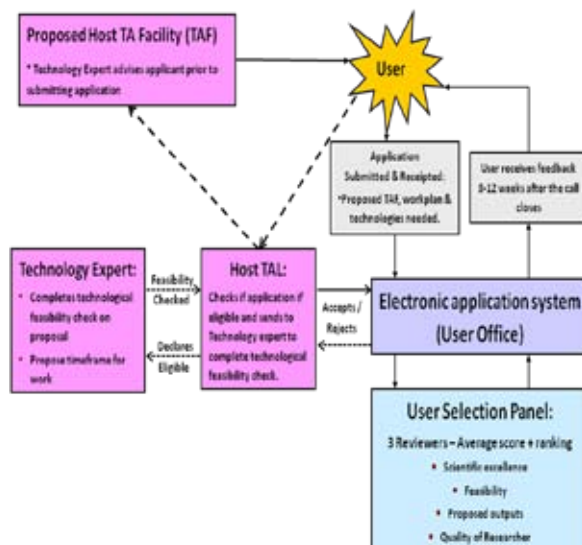 Proposed Host TA Facility (TAF)
* Technology Expert advises applicant prior to
submitting application
User
Application
Submitted & Receipted:
*Proposed TAF, workplan &
technologies needed.
User receives feedback
8-12 weeks after the call
closes
Technology Expert:
• Completes technological
feasibility check on
proposal
• Propose timeframe for
work
Feasibility
Checked
Declares
Eligible
Host TAL:
Checks if application if
eligible and sends to
Technology expert to
complete technological
feasibility check.
Accepts /
Rejects
Electronic application system
(User Office)
User Selection Panel:
3 Reviewers – Average score + ranking
• Scientific excellence
• Feasibility
• Proposed outputs
• Quality of Researcher